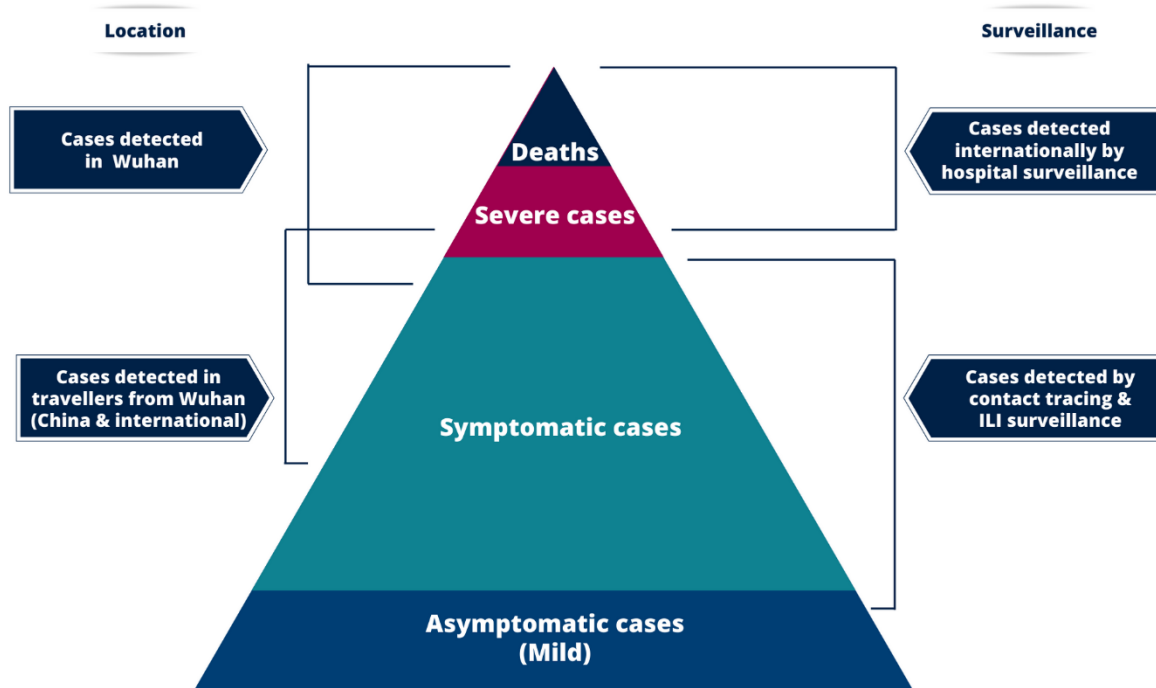 Location
Surveillance
Cases detected
in Wuhan
Deaths
Cases detected
internationally by
hospital surveillance
Severe cases
Cases detected in
travellers from Wuhan
(China & international)
Symptomatic cases
Cases detected by
contact tracing &
ILI surveillance
Asymptomatic cases
(Mild)